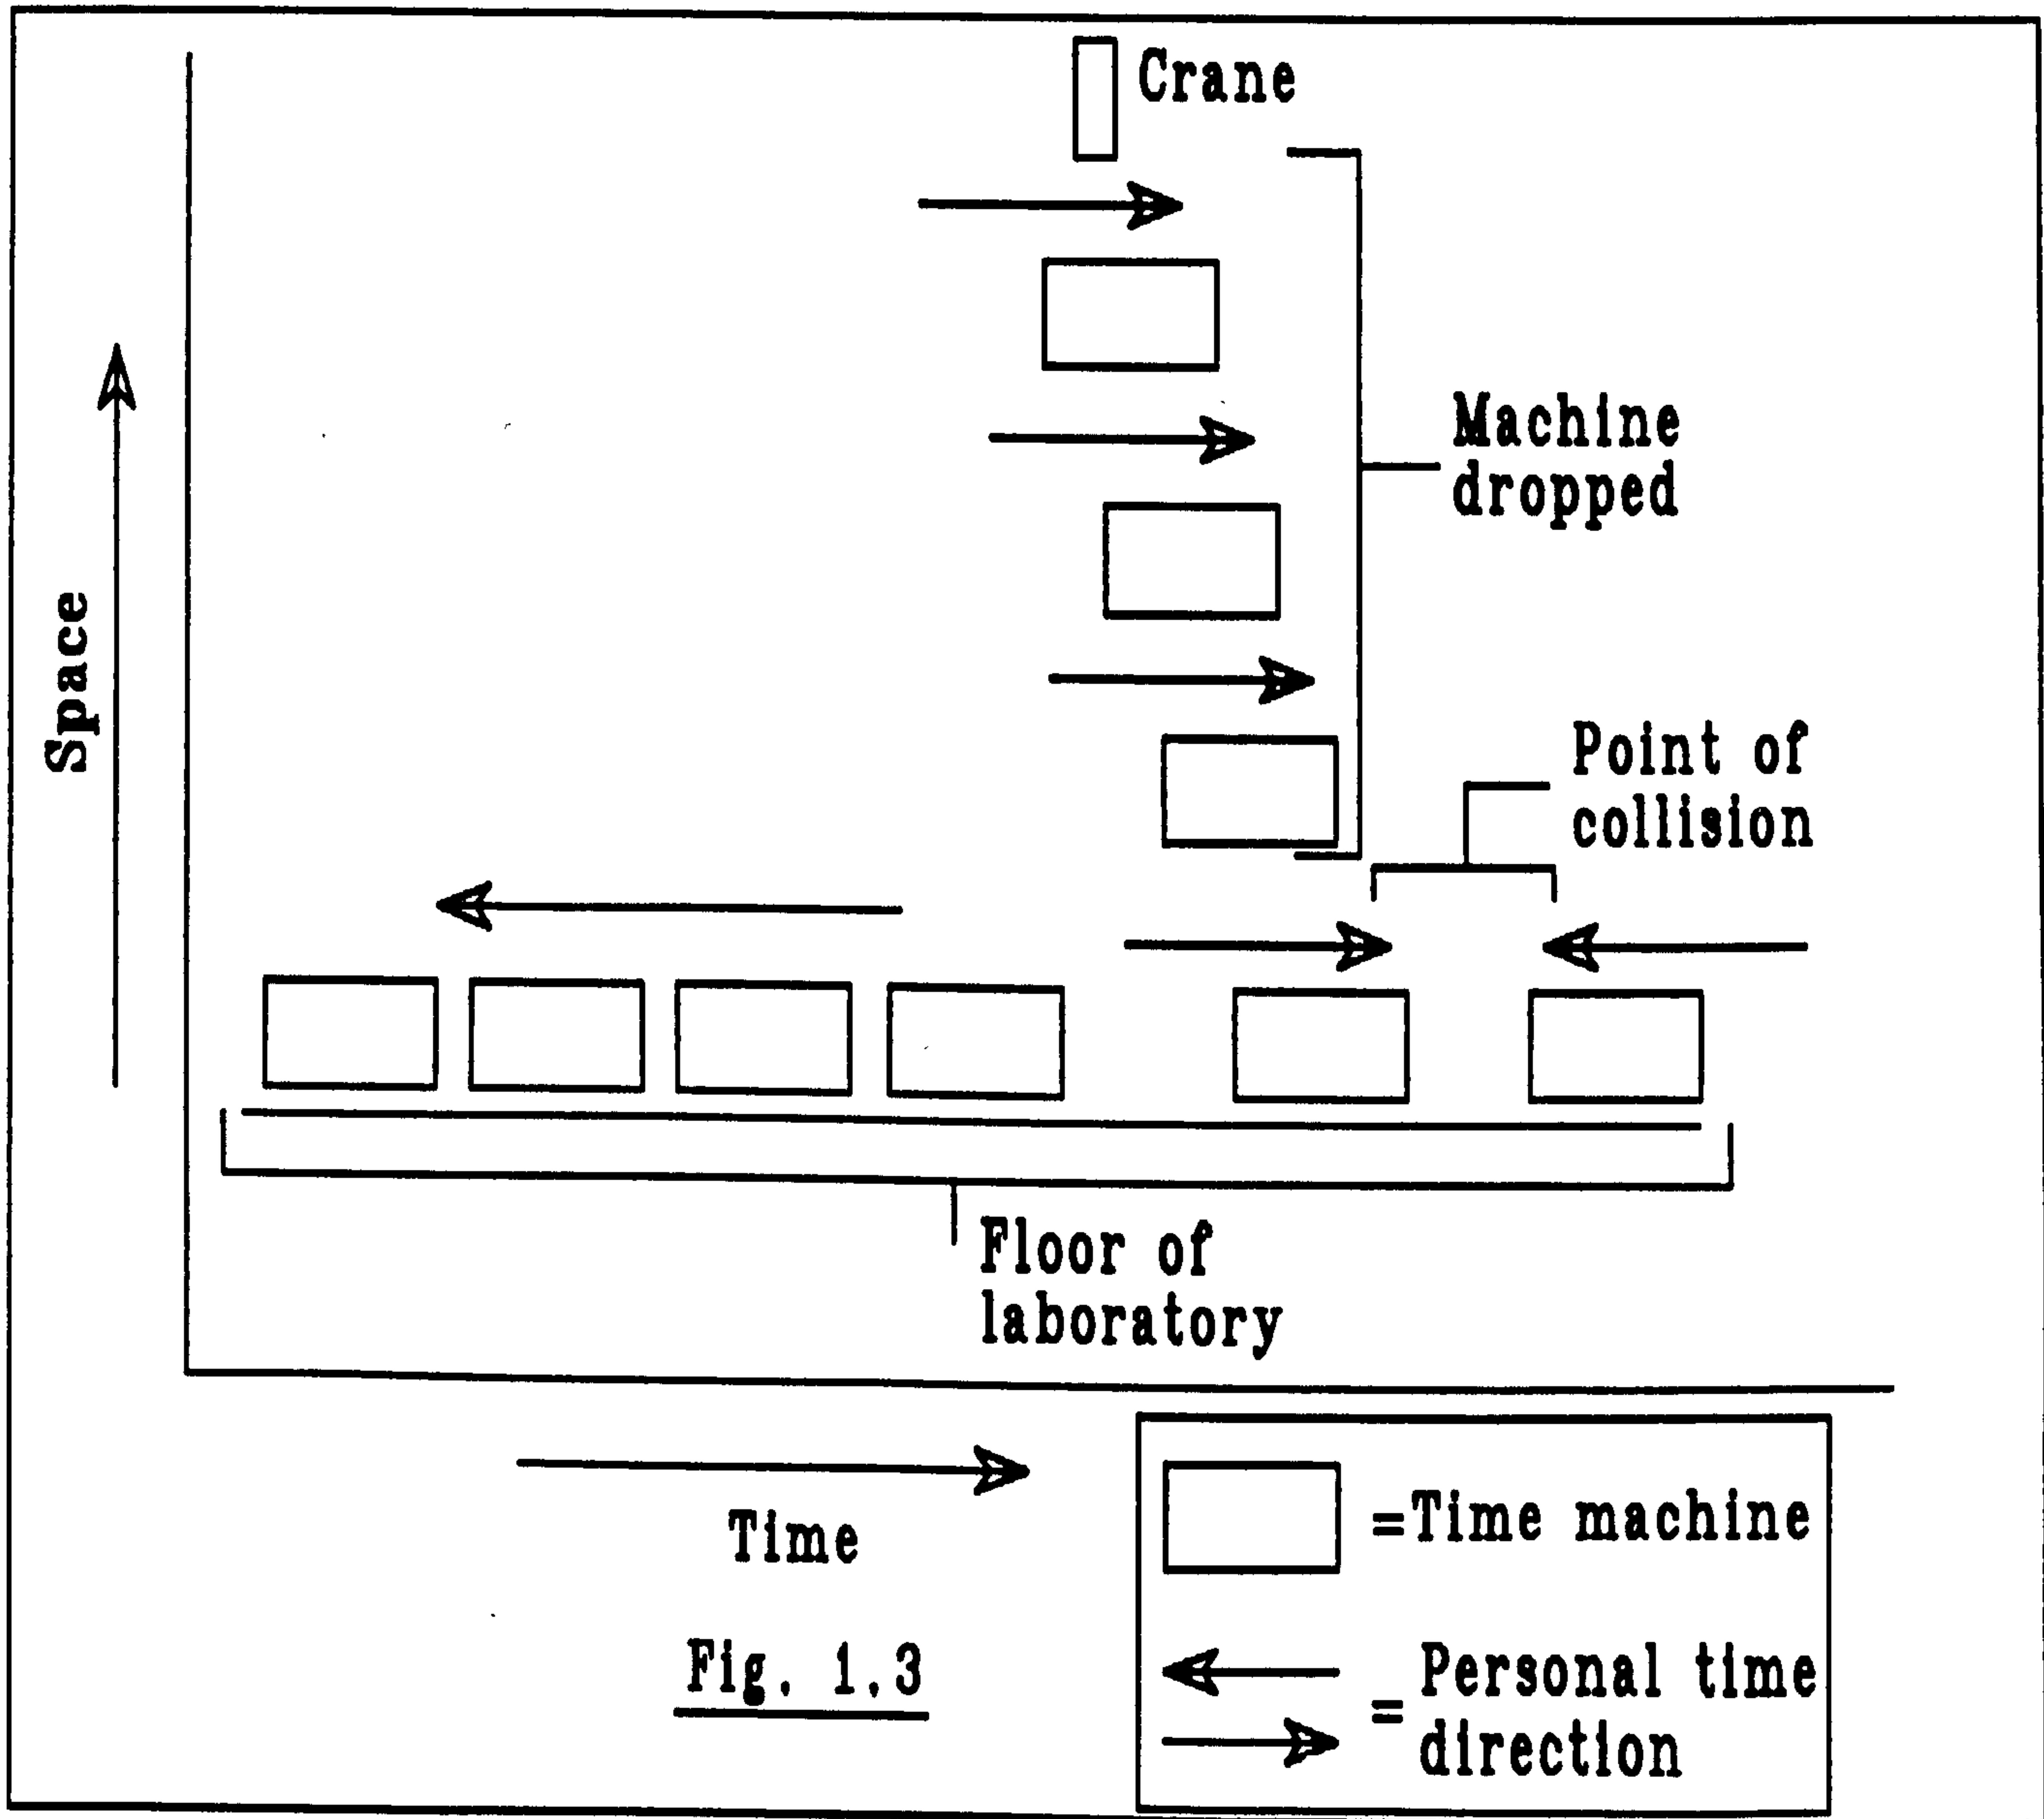 Crane
Machine
dropped
Space
Point of
collision
Floor of
laboratory
Time
=Time machine
= Personal time
direction
Fig. 1.3